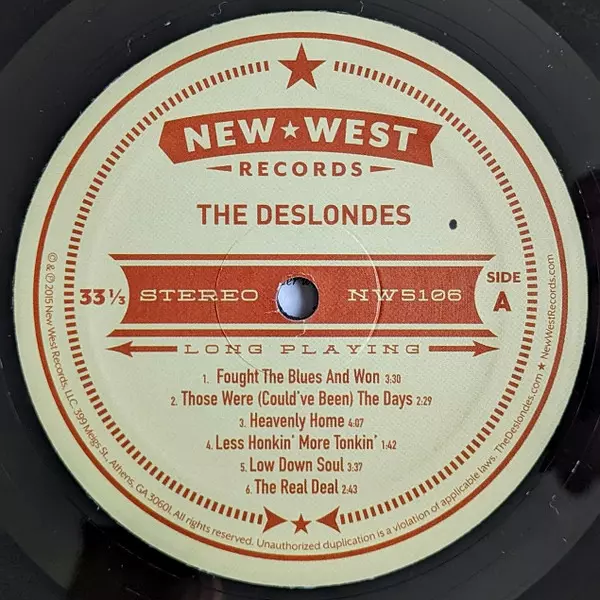 NEW★WEST
RECORDS
THE DESLONDES
33 1/3
STEREO
NW5106
SIDE
A
LONG PLAYING
1. Fought The Blues And Won 3:30
2. Those Were (Could've Been) The Days 2:29
3. Heavenly Home 4:07
4. Less Honkin' More Tonkin' 1:42
5. Low Down Soul 3:37
6. The Real Deal 2:43
© & ℗ 2015 New West Records, LLC. 399 Meigs St., Athens, GA 30601. All rights reserved. Unauthorized duplication is a violation of applicable laws. TheDeslondes.com ★ NewWestRecords.com